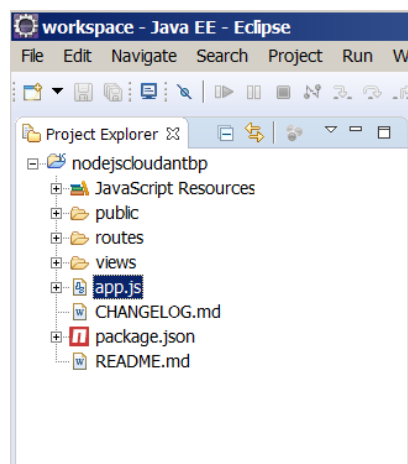 workspace - Java EE - Eclipse
File Edit Navigate Search Project Run
Project Explorer
nodejscloudantbp
JavaScript Resources
public
routes
views
app.js
CHANGELOG.md
package.json
README.md